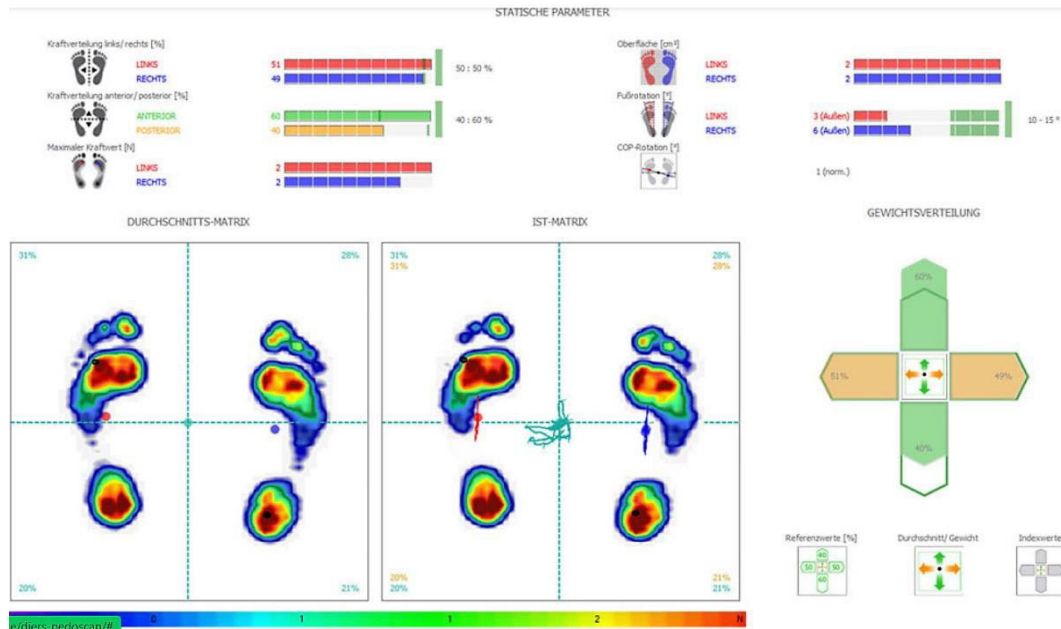 STATISCHE PARAMETER
Kraftverteilung links/rechts [%]
LINKS 51
RECHTS 49
50 : 50 %
Kraftverteilung anterior/ posterior [%]
ANTERIOR 60
POSTERIOR 40
40 : 60 %
Maximaler Kraftwert [N]
LINKS 2
RECHTS 2
Oberfläche [cm²]
LINKS 2
RECHTS 2
Fußrotation [°]
LINKS 3 (Außen)
RECHTS 6 (Außen)
10 - 15 °
COP-Rotation [°]
1 (norm.)
DURCHSCHNITTS-MATRIX
31% 28%
20% 21%
IST-MATRIX
31% 28%
31% 28%
20% 21%
20% 21%
GEWICHTSVERTEILUNG
60%
51% 49%
40%
Referenzwerte [%]
40
50 50
60
Durchschnitt/ Gewicht
Indexwerte
0 1 1 2 N
e/diers-pedoscan/#